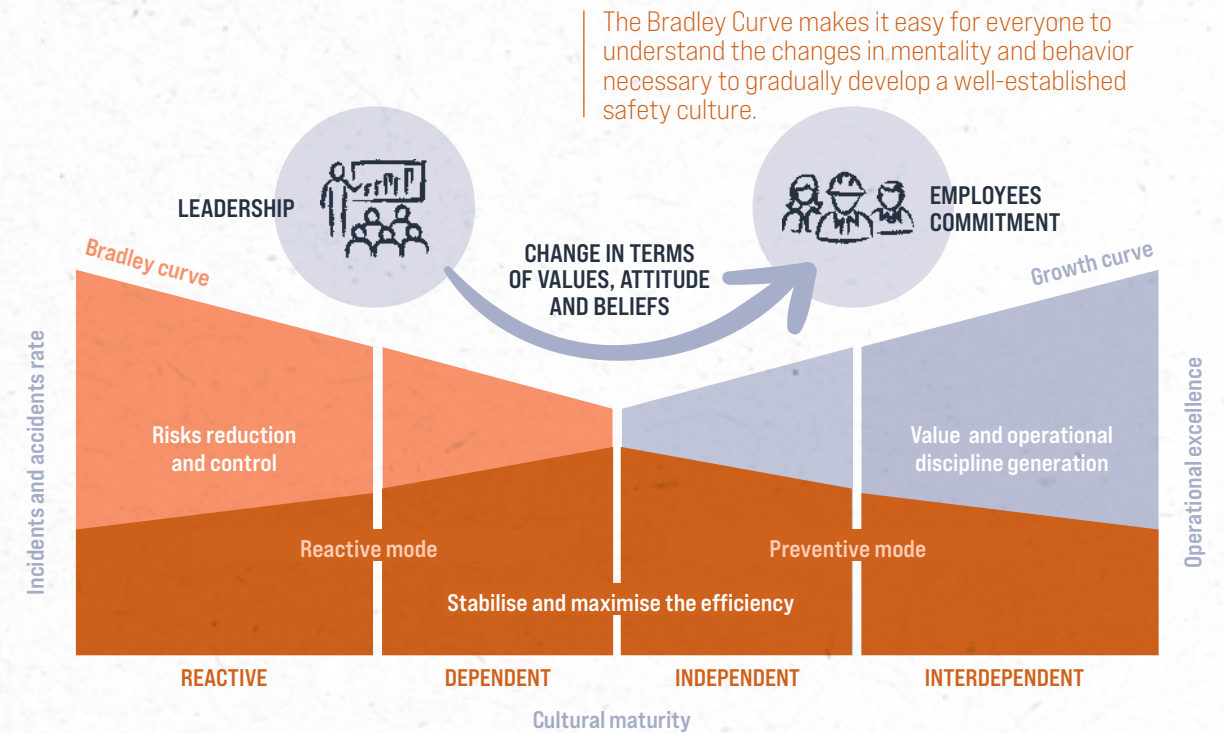 The Bradley Curve makes it easy for everyone to
understand the changes in mentality and behavior
necessary to gradually develop a well-established
safety culture.
LEADERSHIP
EMPLOYEES
COMMITMENT
CHANGE IN TERMS
OF VALUES, ATTITUDE
AND BELIEFS
Bradley curve
Growth curve
Incidents and accidents rate
Operational excellence
Risks reduction
and control
Value and operational
discipline generation
Reactive mode
Preventive mode
Stabilise and maximise the efficiency
REACTIVE
DEPENDENT
INDEPENDENT
INTERDEPENDENT
Cultural maturity